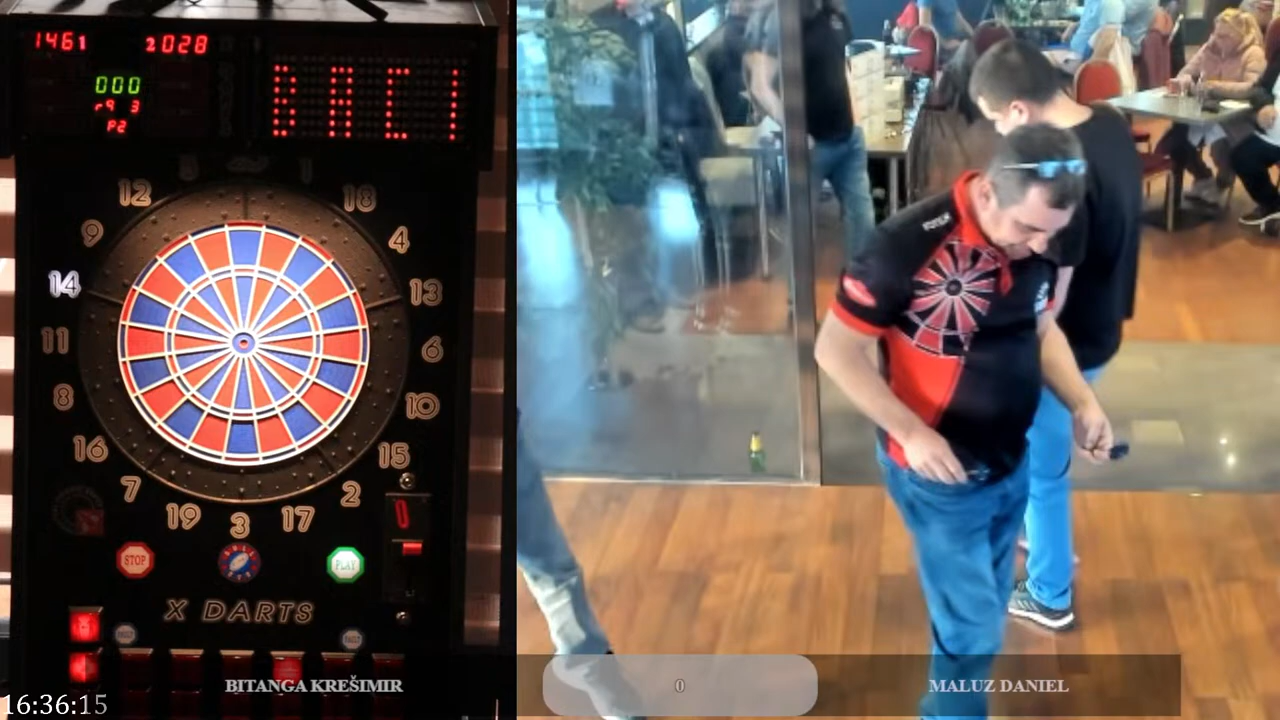 1461 2028
BACI
000
r9 3
P2
12 18
9 4
14 13
11 6
8 10
16 15
7 2
19 3 17
STOP
PLAY
X DARTS
BITANGA KREŠIMIR 0 MALUZ DANIEL
16:36:15